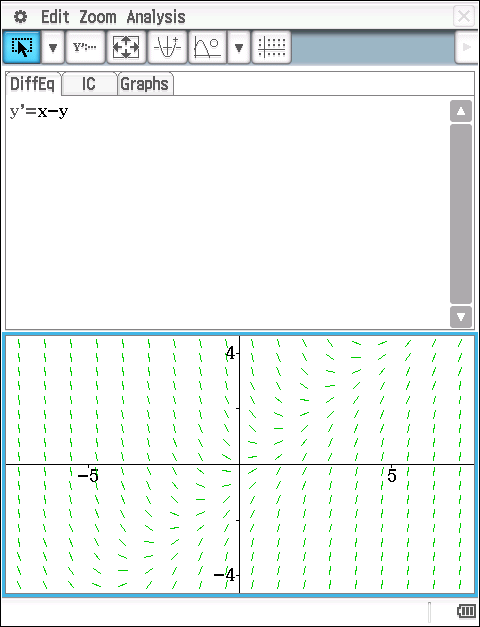 Edit Zoom Analysis
Y':···
DiffEq IC Graphs
y'=x-y
4
-5 5
-4